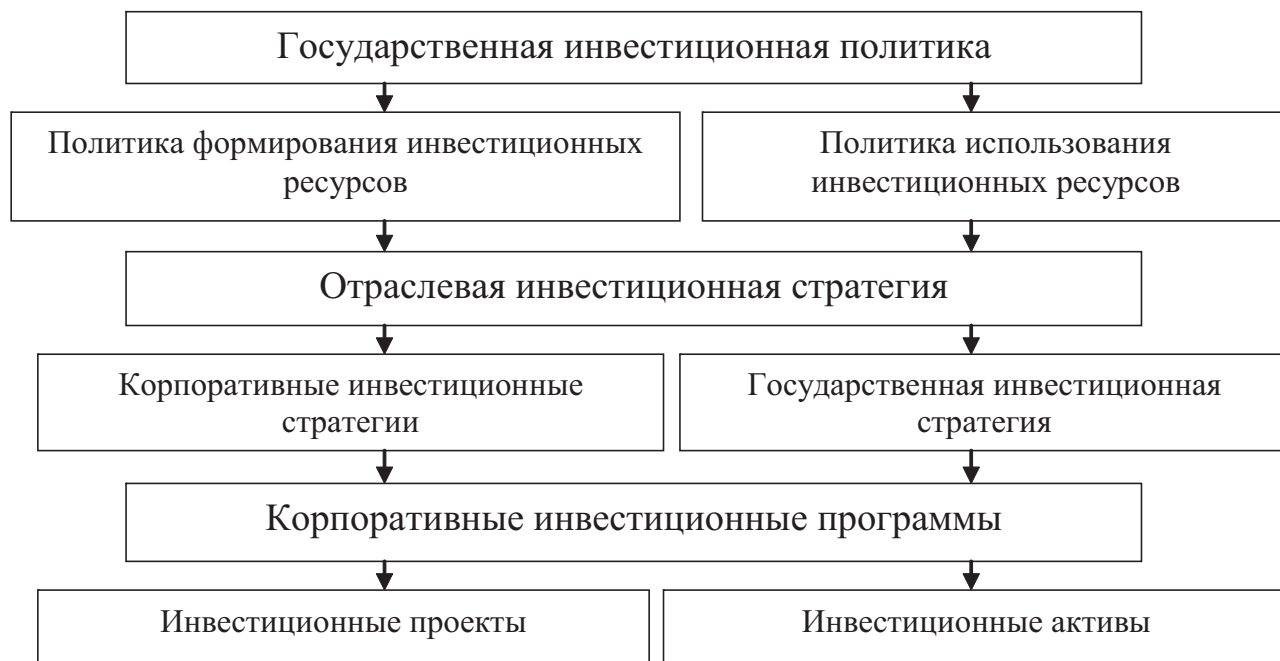 Государственная инвестиционная политика
Политика формирования инвестиционных
ресурсов
Политика использования
инвестиционных ресурсов
Отраслевая инвестиционная стратегия
Корпоративные инвестиционные
стратегии
Государственная инвестиционная
стратегия
Корпоративные инвестиционные программы
Инвестиционные проекты
Инвестиционные активы